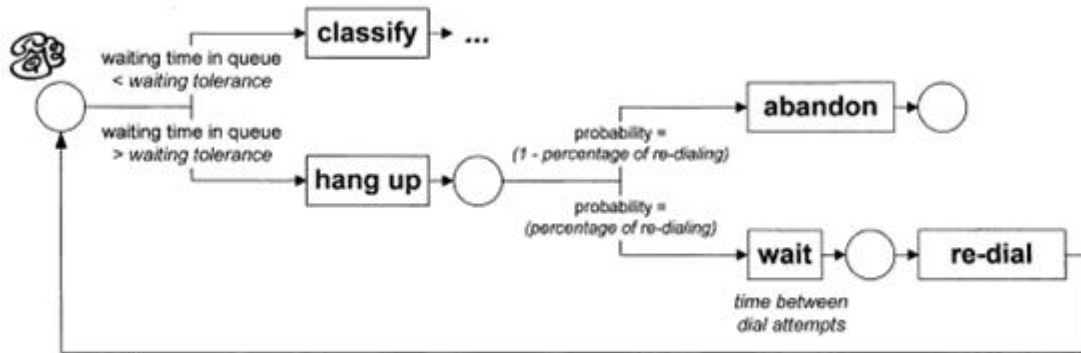 classify
...
waiting time in queue
< waiting tolerance
waiting time in queue
> waiting tolerance
hang up
probability =
(1 - percentage of re-dialing)
abandon
probability =
(percentage of re-dialing)
wait
re-dial
time between
dial attempts